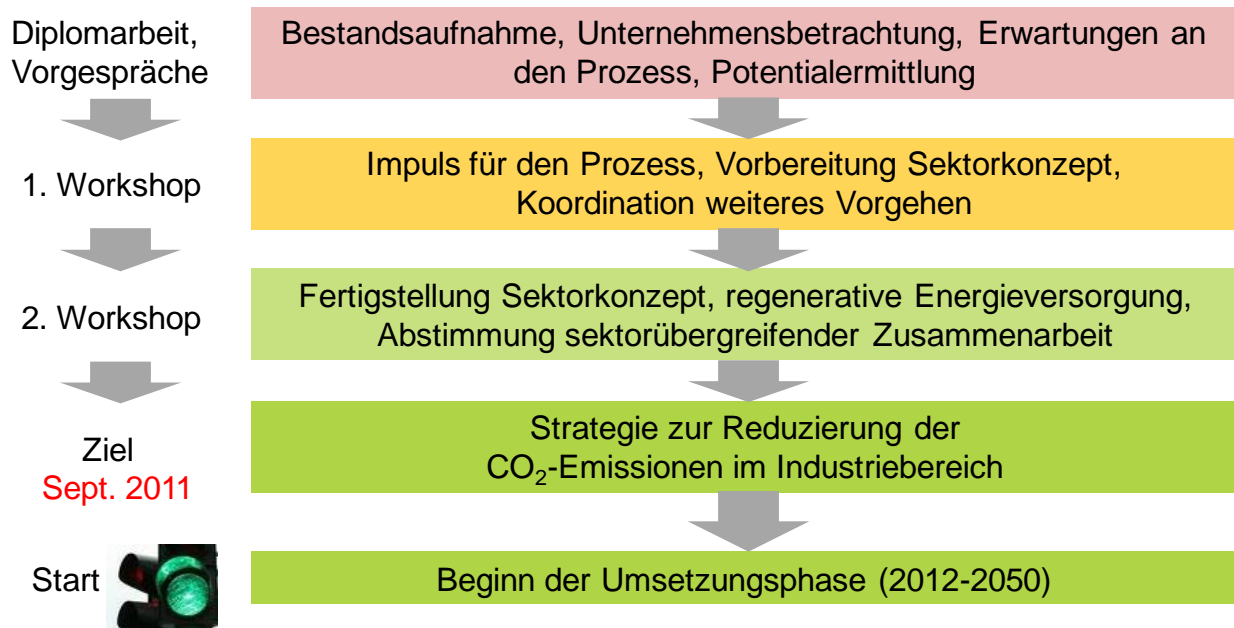 Diplomarbeit,
Vorgespräche
Bestandsaufnahme, Unternehmensbetrachtung, Erwartungen an
den Prozess, Potentialermittlung
1. Workshop
Impuls für den Prozess, Vorbereitung Sektorkonzept,
Koordination weiteres Vorgehen
2. Workshop
Fertigstellung Sektorkonzept, regenerative Energieversorgung,
Abstimmung sektorübergreifender Zusammenarbeit
Ziel
Sept. 2011
Strategie zur Reduzierung der
CO₂-Emissionen im Industriebereich
Start
Beginn der Umsetzungsphase (2012-2050)